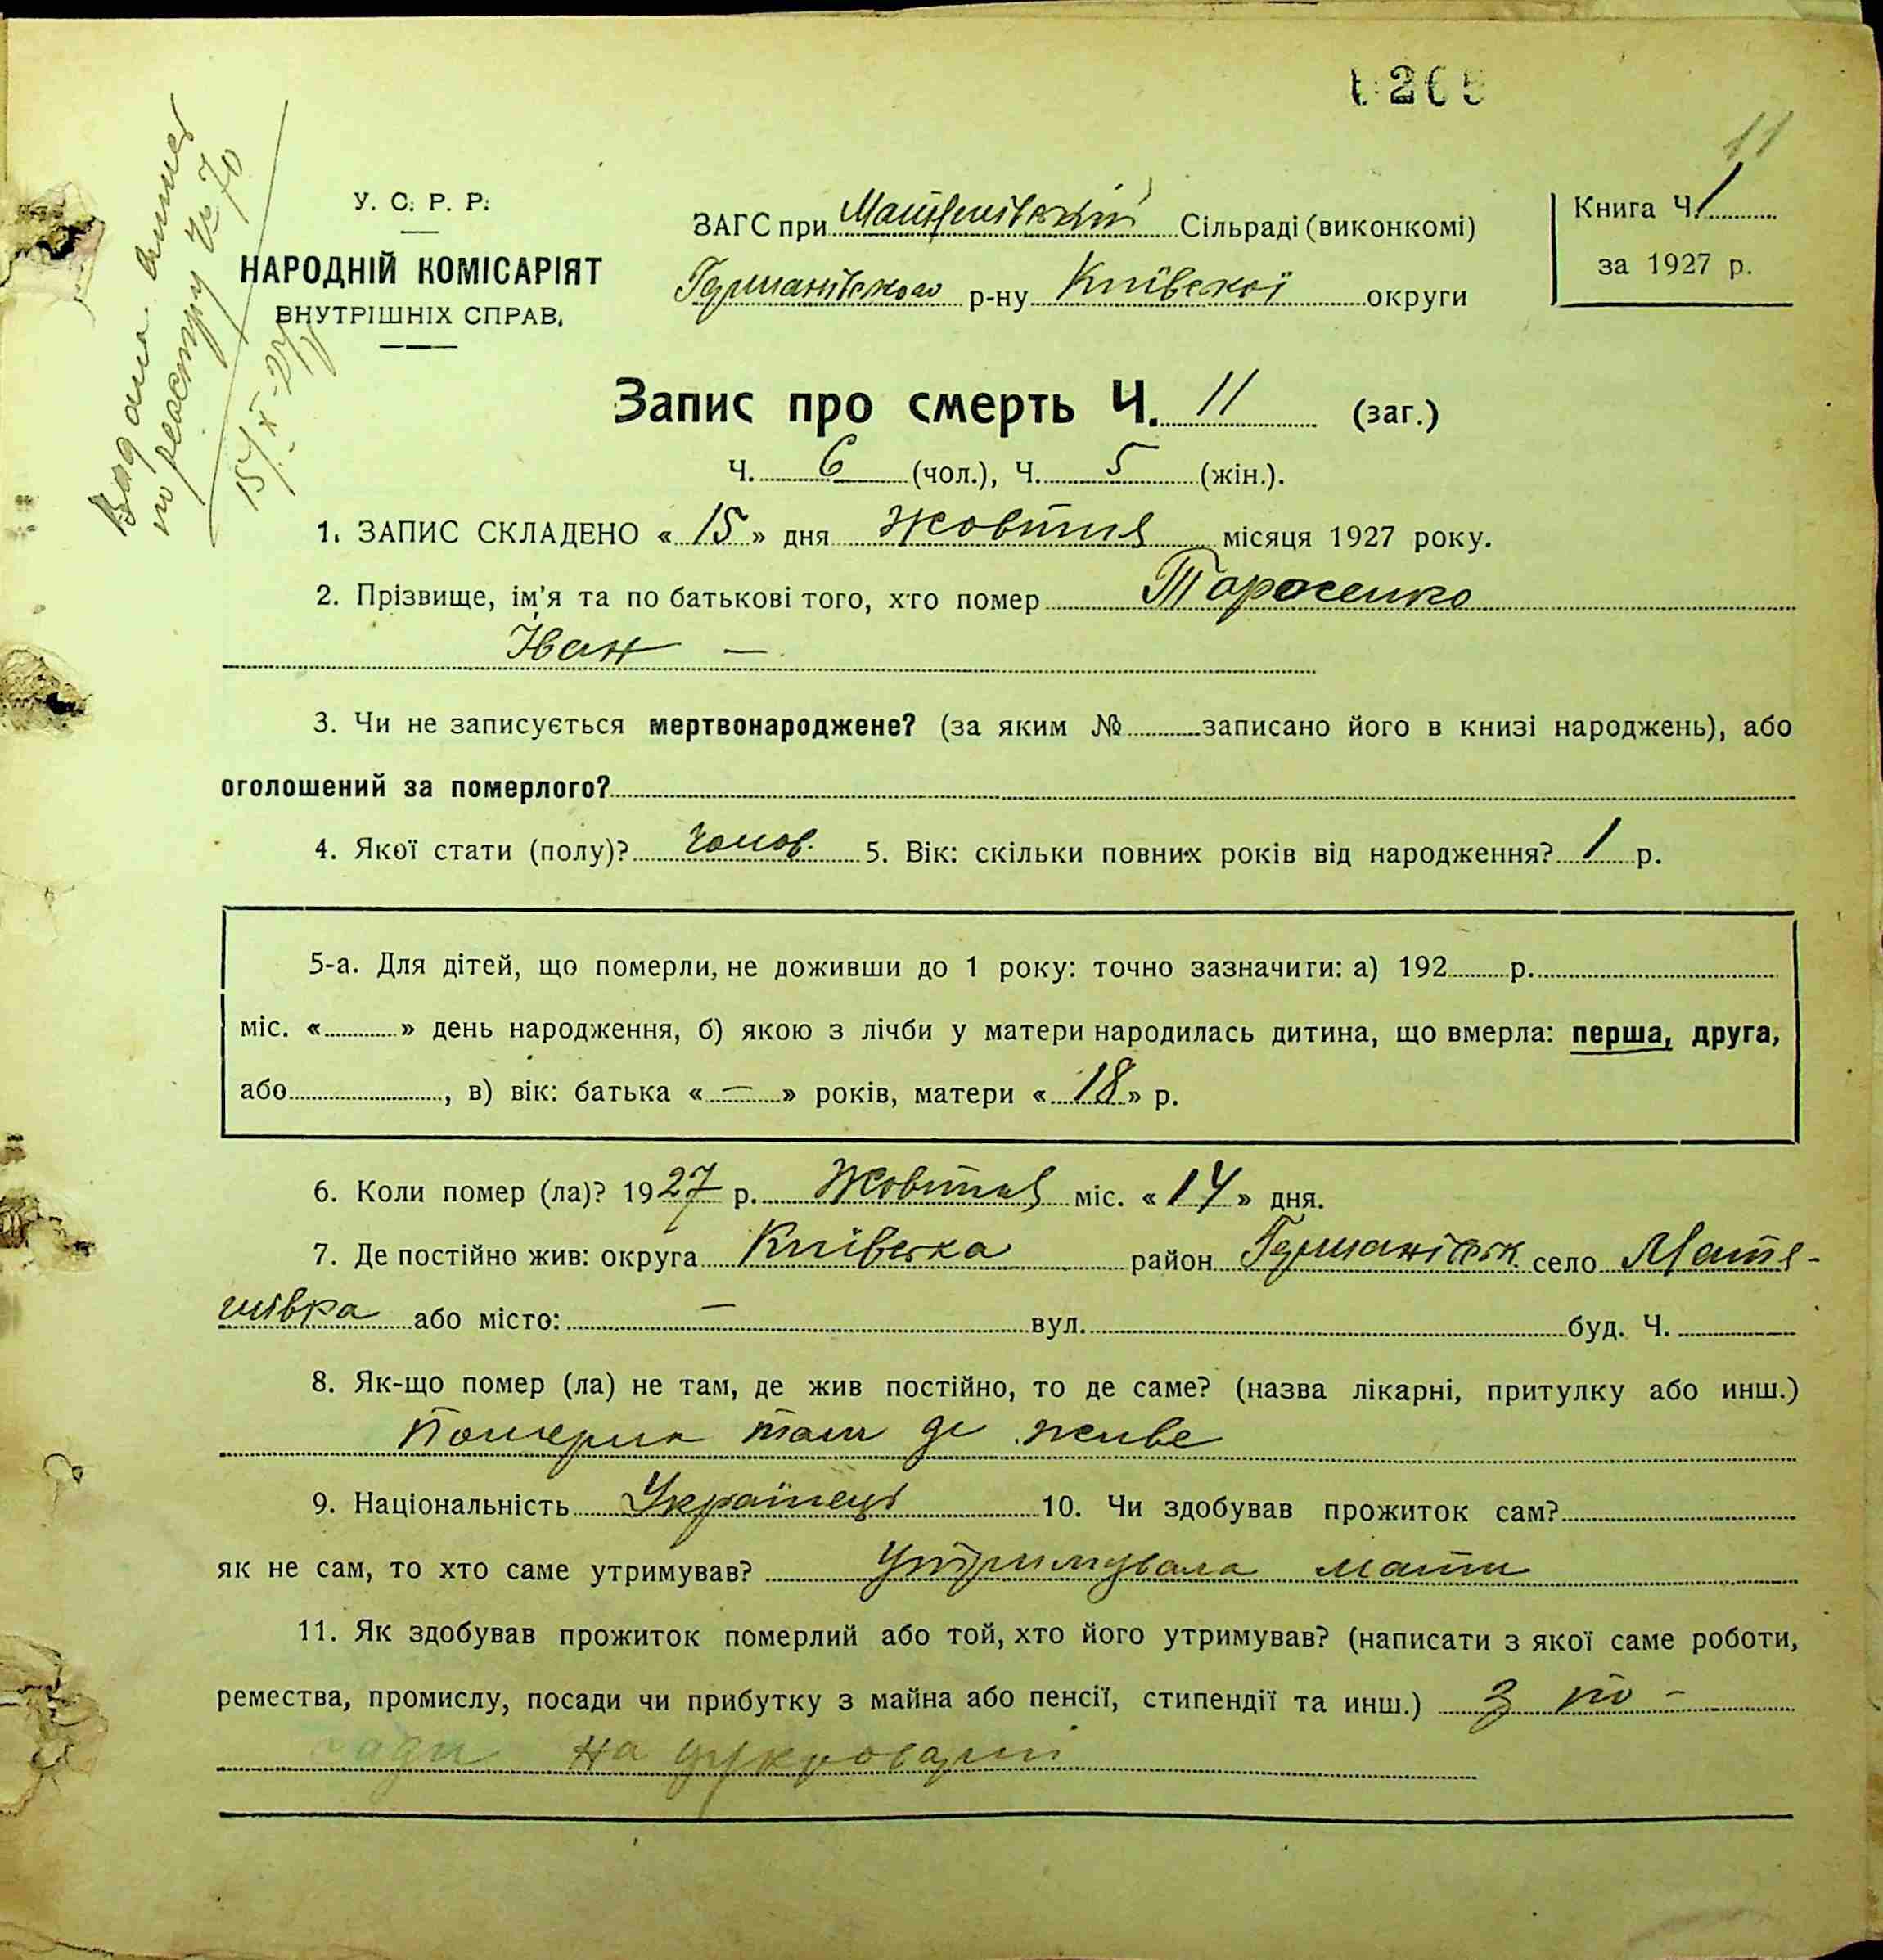 11
Видана випис
по реєстру № 70
15/X-27
У. С. Р. Р.
НАРОДНІЙ КОМІСАРІЯТ
ВНУТРІШНІХ СПРАВ.
ЗАГС при Матяшівській Сільраді (виконкомі)
Германівського р-ну Київської округи
Книга Ч. 1
за 1927 р.
Запис про смерть Ч. 11 (заг.)
Ч. 6 (чол.), Ч. 5 (жін.).
1. ЗАПИС СКЛАДЕНО « 15 » дня Жовтня місяця 1927 року.
2. Прізвище, ім'я та по батькові того, хто помер Тарасенко
Іван —
3. Чи не записується мертвонароджене? (за яким № записано його в книзі народжень), або
оголошений за померлого?
4. Якої стати (полу)? чолов. 5. Вік: скільки повних років від народження? 1 р.
5-а. Для дітей, що померли, не доживши до 1 року: точно зазначити: а) 192 р.
міс. « » день народження, б) якою з лічби у матери народилась дитина, що вмерла: перша, друга,
або , в) вік: батька « — » років, матери « 18 » р.
6. Коли помер (ла)? 1927 р. Жовтня міс. « 14 » дня.
7. Де постійно жив: округа Київська район Германівськ село Матя-
шівка або місто: — вул. буд. Ч.
8. Як-що помер (ла) не там, де жив постійно, то де саме? (назва лікарні, притулку або инш.)
там де живе
9. Національність Українець 10. Чи здобував прожиток сам?
як не сам, то хто саме утримував? Утримувала мати
11. Як здобував прожиток померлий або той, хто його утримував? (написати з якої саме роботи,
ремества, промислу, посади чи прибутку з майна або пенсії, стипендії та инш.) З по-
сади на цукроварні